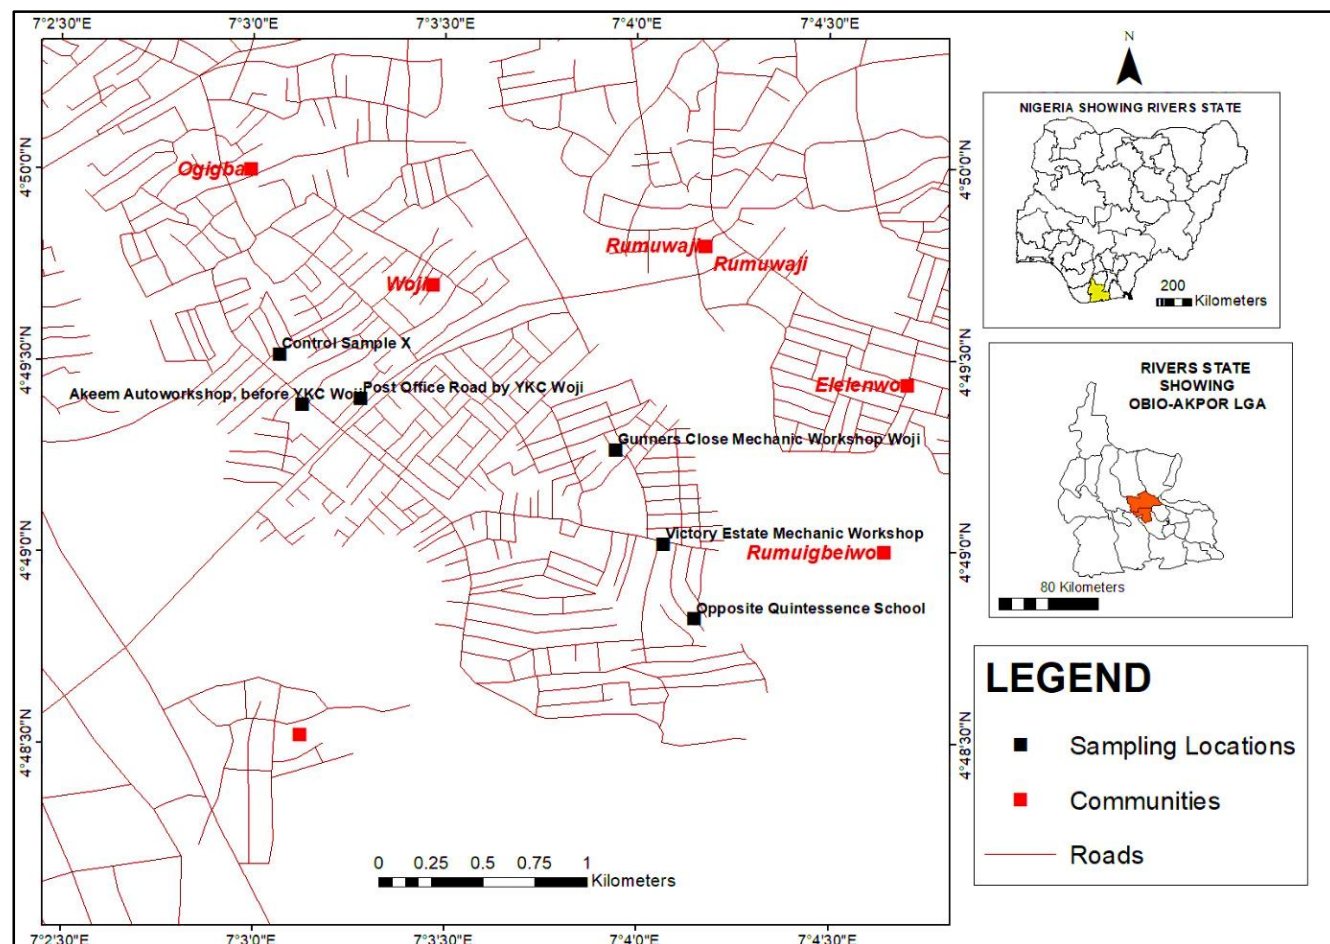 7°2'30"E 7°3'0"E 7°3'30"E 7°4'0"E 7°4'30"E
N
NIGERIA SHOWING RIVERS STATE
200
Kilometers
4°50'0"N
4°50'0"N
Ogigba
Rumuwaji
Rumuwaji
Woji
Control Sample X
4°49'30"N
4°49'30"N
Akeem Autoworkshop, before YKC Woji
Post Office Road by YKC Woji
Elelenwo
Gunners Close Mechanic Workshop Woji
RIVERS STATE
SHOWING
OBIO-AKPOR LGA
80 Kilometers
4°49'0"N
4°49'0"N
Victory Estate Mechanic Workshop
Rumuigbeiwo
Opposite Quintessence School
4°48'30"N
4°48'30"N
LEGEND
Sampling Locations
Communities
Roads
0 0.25 0.5 0.75 1
Kilometers
7°2'30"E 7°3'0"E 7°3'30"E 7°4'0"E 7°4'30"E